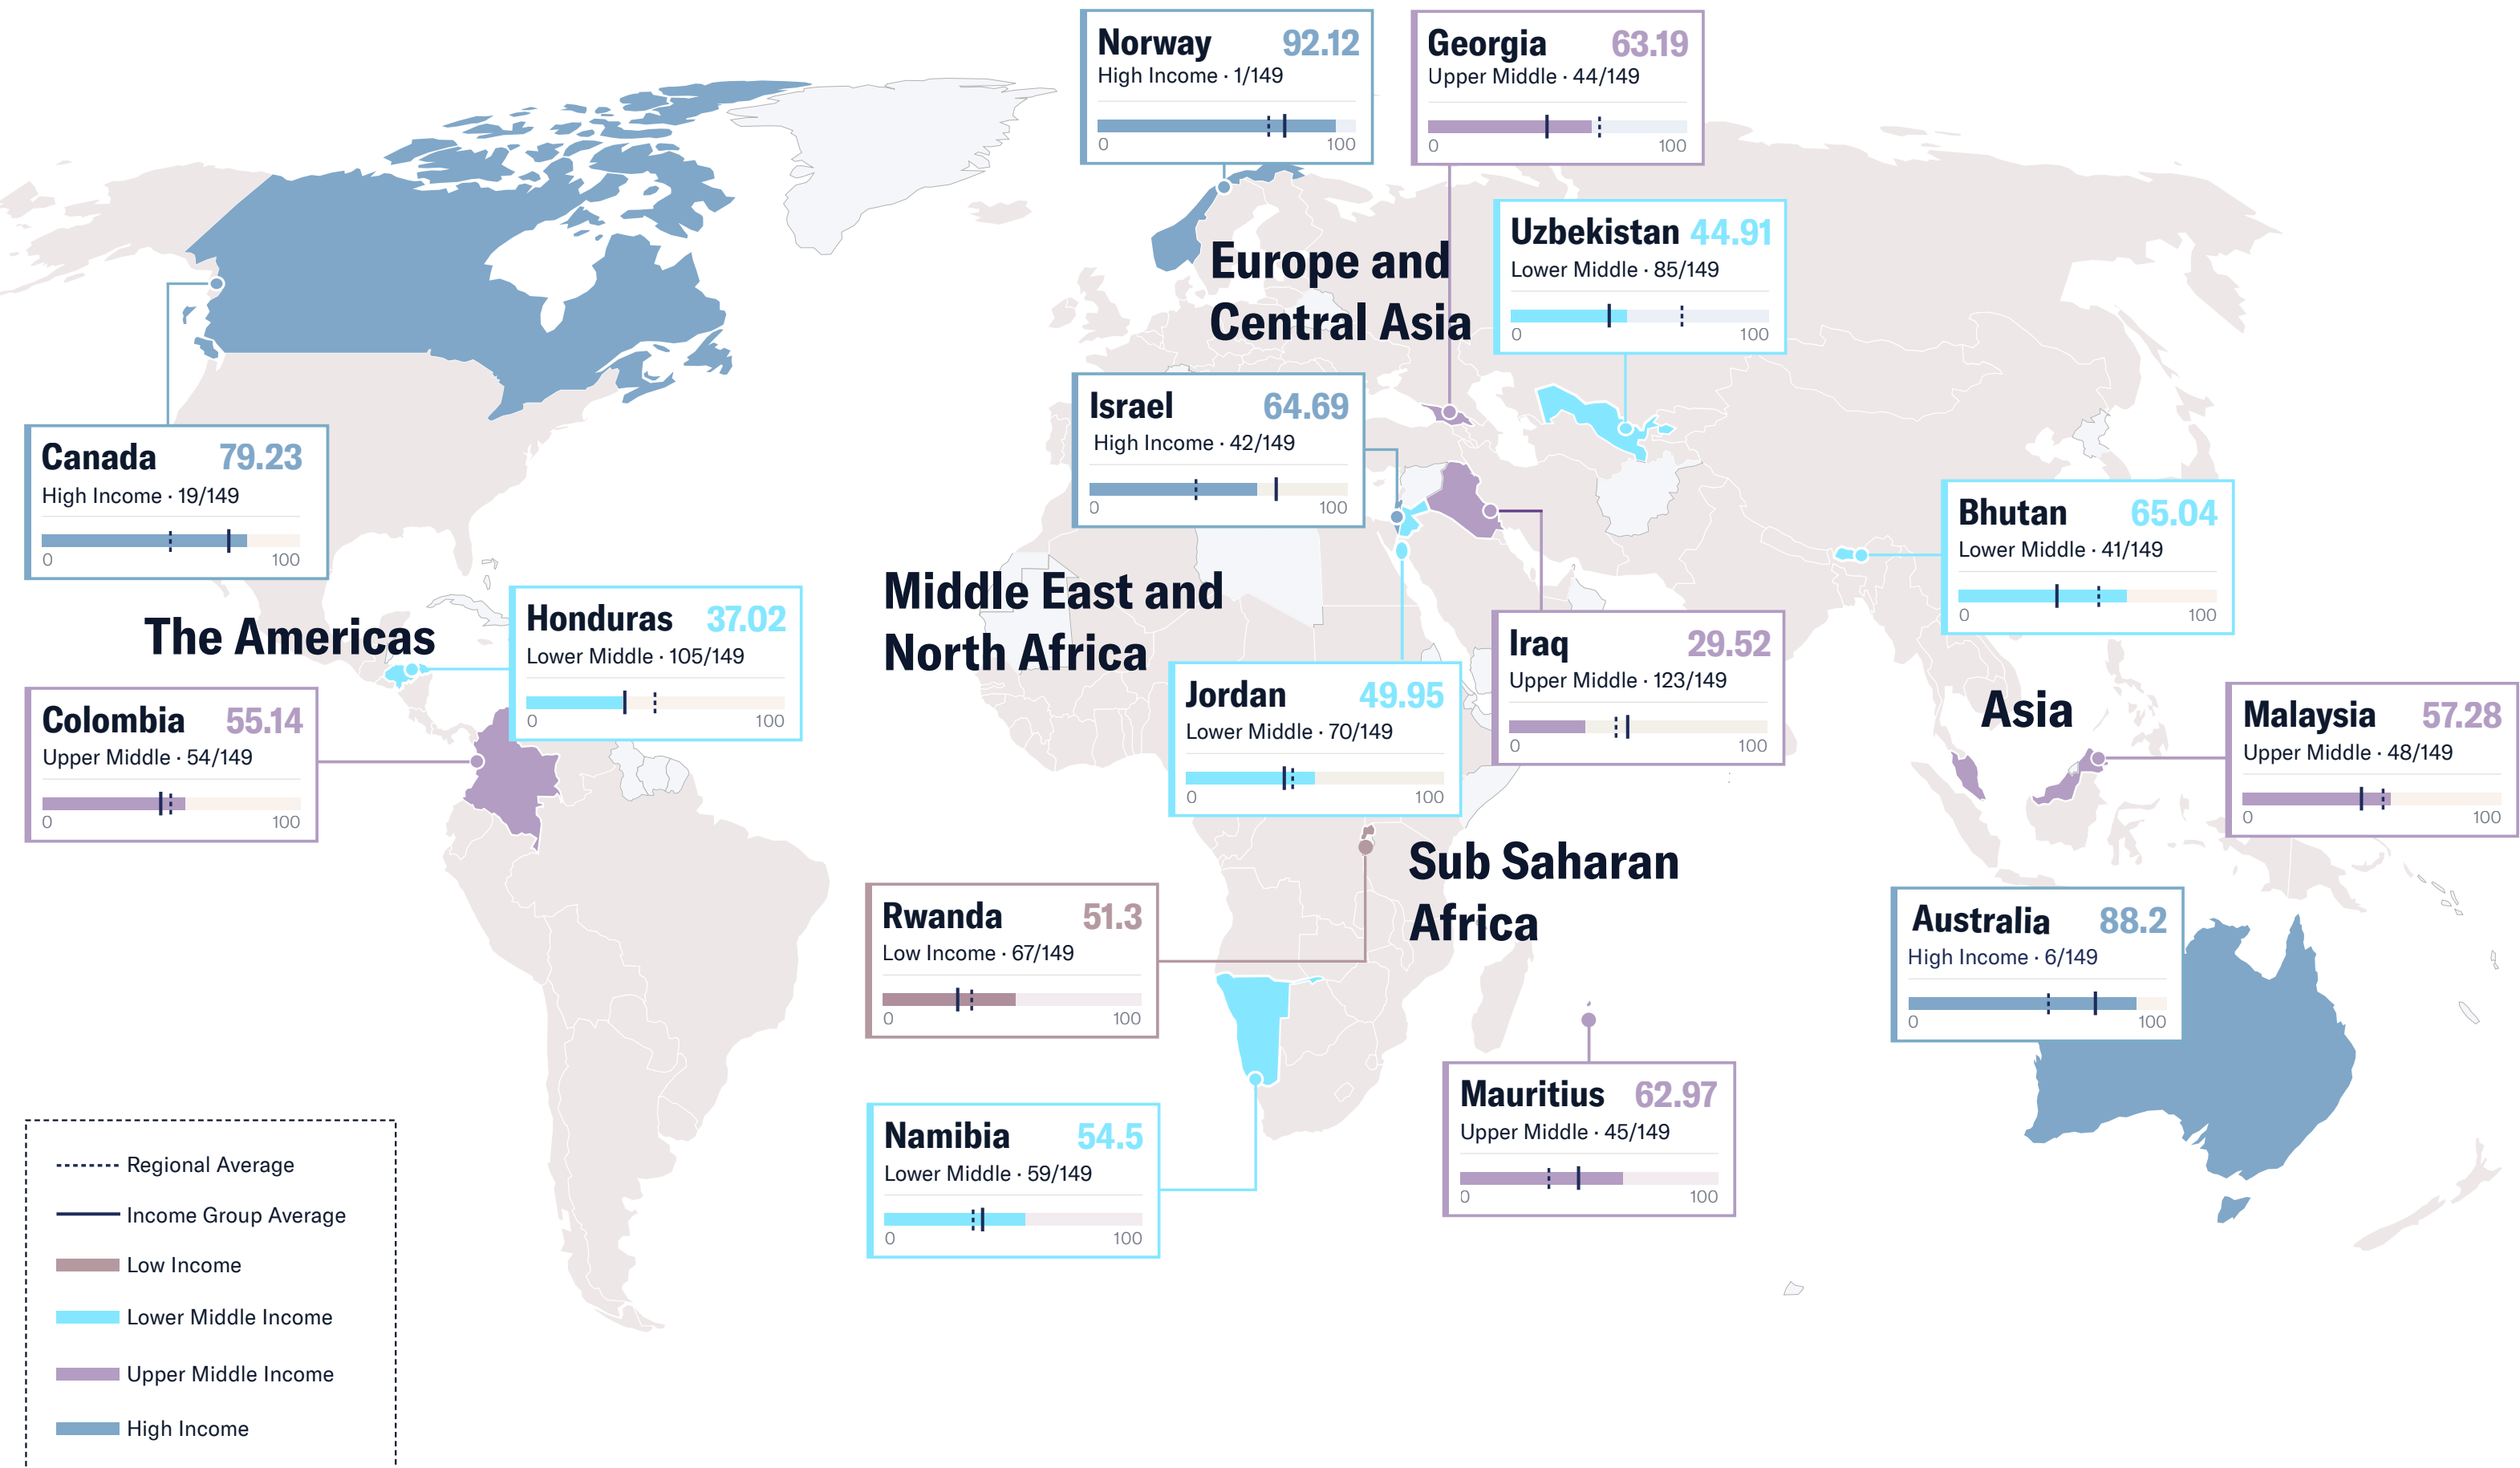 Norway 92.12
High Income · 1/149
0 100
Georgia 63.19
Upper Middle · 44/149
0 100
Uzbekistan 44.91
Lower Middle · 85/149
0 100
Europe and
Central Asia
Israel 64.69
High Income · 42/149
0 100
Canada 79.23
High Income · 19/149
0 100
Bhutan 65.04
Lower Middle · 41/149
0 100
The Americas
Honduras 37.02
Lower Middle · 105/149
0 100
Middle East and
North Africa
Iraq 29.52
Upper Middle · 123/149
0 100
Jordan 49.95
Lower Middle · 70/149
0 100
Colombia 55.14
Upper Middle · 54/149
0 100
Asia
Malaysia 57.28
Upper Middle · 48/149
0 100
Sub Saharan
Africa
Rwanda 51.3
Low Income · 67/149
0 100
Australia 88.2
High Income · 6/149
0 100
Mauritius 62.97
Upper Middle · 45/149
0 100
Namibia 54.5
Lower Middle · 59/149
0 100
Regional Average
Income Group Average
Low Income
Lower Middle Income
Upper Middle Income
High Income